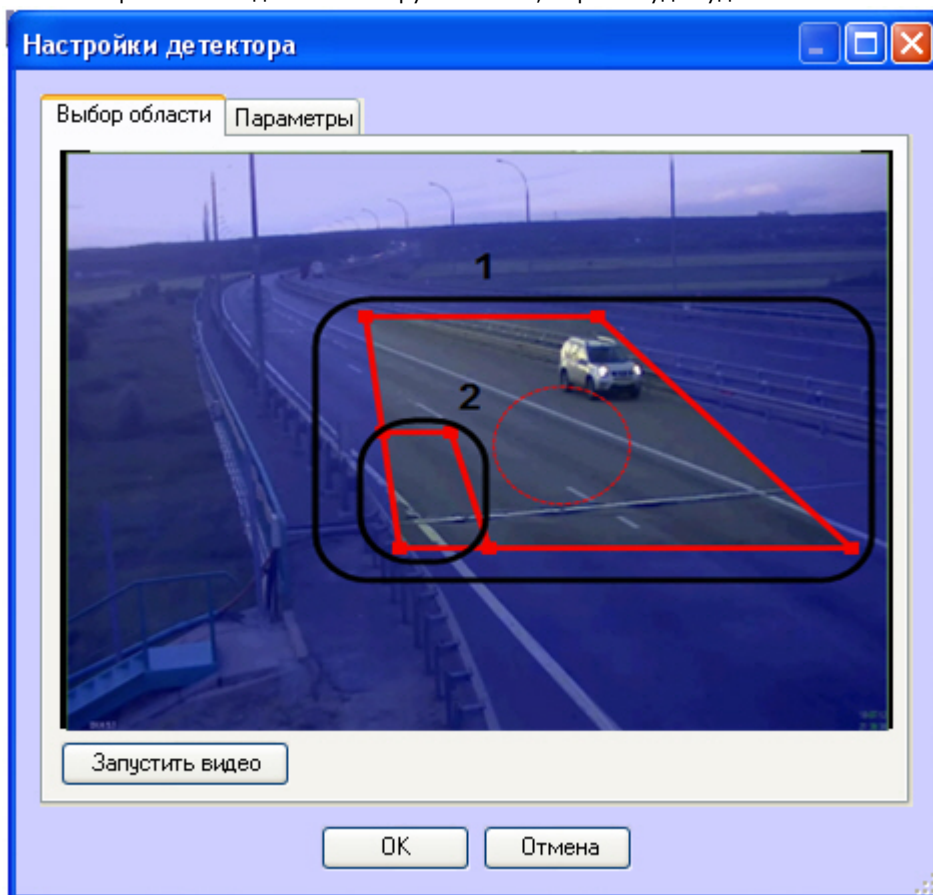 Настройки детектора
Выбор области
Параметры
1
2
Запустить видео
OK
Отмена